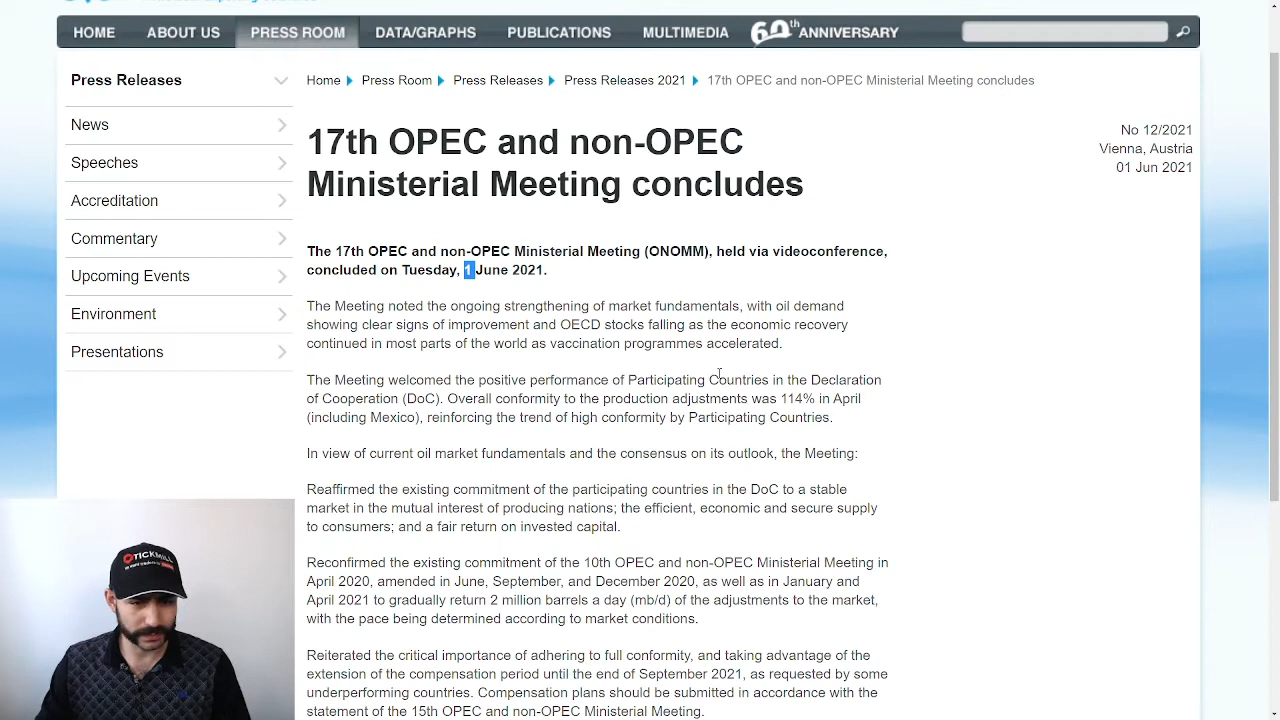 HOME ABOUT US PRESS ROOM DATA/GRAPHS PUBLICATIONS MULTIMEDIA 60th ANNIVERSARY
Press Releases
News
Speeches
Accreditation
Commentary
Upcoming Events
Environment
Presentations
Home Press Room Press Releases Press Releases 2021 17th OPEC and non-OPEC Ministerial Meeting concludes
No 12/2021
Vienna, Austria
01 Jun 2021
17th OPEC and non-OPEC
Ministerial Meeting concludes
The 17th OPEC and non-OPEC Ministerial Meeting (ONOMM), held via videoconference,
concluded on Tuesday, 1 June 2021.
The Meeting noted the ongoing strengthening of market fundamentals, with oil demand
showing clear signs of improvement and OECD stocks falling as the economic recovery
continued in most parts of the world as vaccination programmes accelerated.
The Meeting welcomed the positive performance of Participating Countries in the Declaration
of Cooperation (DoC). Overall conformity to the production adjustments was 114% in April
(including Mexico), reinforcing the trend of high conformity by Participating Countries.
In view of current oil market fundamentals and the consensus on its outlook, the Meeting:
Reaffirmed the existing commitment of the participating countries in the DoC to a stable
market in the mutual interest of producing nations; the efficient, economic and secure supply
to consumers; and a fair return on invested capital.
Reconfirmed the existing commitment of the 10th OPEC and non-OPEC Ministerial Meeting in
April 2020, amended in June, September, and December 2020, as well as in January and
April 2021 to gradually return 2 million barrels a day (mb/d) of the adjustments to the market,
with the pace being determined according to market conditions.
Reiterated the critical importance of adhering to full conformity, and taking advantage of the
extension of the compensation period until the end of September 2021, as requested by some
underperforming countries. Compensation plans should be submitted in accordance with the
statement of the 15th OPEC and non-OPEC Ministerial Meeting.
TICKMILL